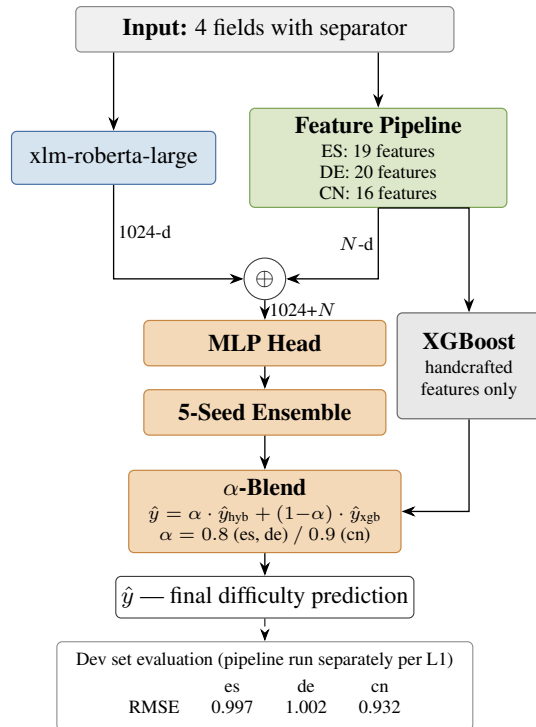 Input: 4 fields with separator
xlm-roberta-large
Feature Pipeline
ES: 19 features
DE: 20 features
CN: 16 features
1024-d
N-d
⊕
1024+N
MLP Head
XGBoost
handcrafted
features only
5-Seed Ensemble
α-Blend
ŷ = α · ŷhyb + (1−α) · ŷxgb
α = 0.8 (es, de) / 0.9 (cn)
ŷ — final difficulty prediction
Dev set evaluation (pipeline run separately per L1)
es de cn
RMSE 0.997 1.002 0.932